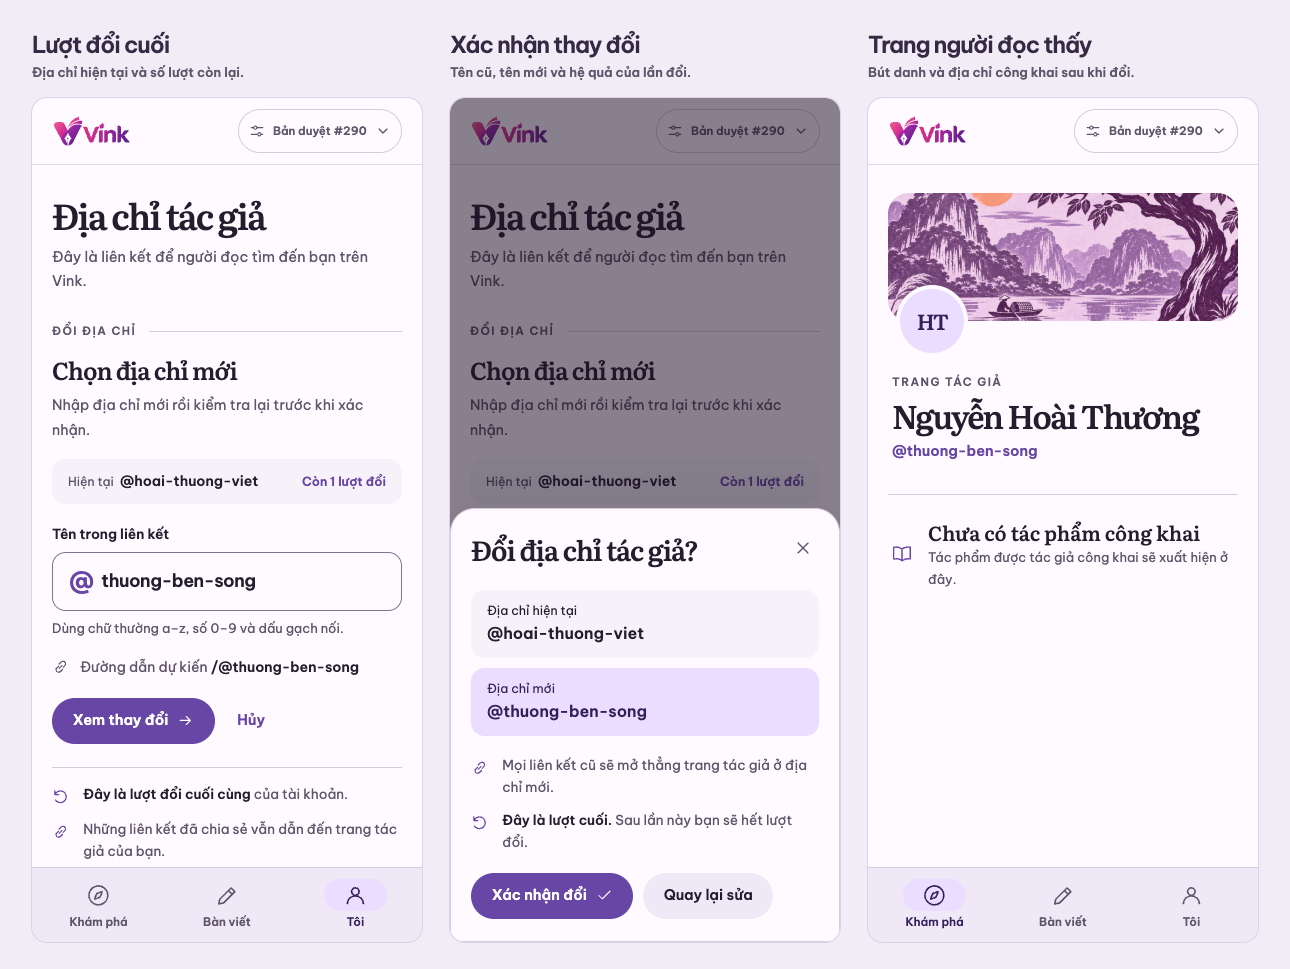 Lượt đổi cuối
Địa chỉ hiện tại và số lượt còn lại.
Vink
Bản duyệt #290
Địa chỉ tác giả
Đây là liên kết để người đọc tìm đến bạn trên
Vink.
ĐỔI ĐỊA CHỈ
Chọn địa chỉ mới
Nhập địa chỉ mới rồi kiểm tra lại trước khi xác
nhận.
Hiện tại @hoai-thuong-viet Còn 1 lượt đổi
Tên trong liên kết
@ thuong-ben-song
Dùng chữ thường a-z, số 0-9 và dấu gạch nối.
Đường dẫn dự kiến /@thuong-ben-song
Xem thay đổi → Hủy
Đây là lượt đổi cuối cùng của tài khoản.
Những liên kết đã chia sẻ vẫn dẫn đến trang tác
giả của bạn.
Khám phá Bàn viết Tôi
Xác nhận thay đổi
Tên cũ, tên mới và hệ quả của lần đổi.
Vink
Bản duyệt #290
Địa chỉ tác giả
Đây là liên kết để người đọc tìm đến bạn trên
Vink.
ĐỔI ĐỊA CHỈ
Chọn địa chỉ mới
Nhập địa chỉ mới rồi kiểm tra lại trước khi xác
nhận.
Hiện tại @hoai-thuong-viet Còn 1 lượt đổi
Đổi địa chỉ tác giả?
Địa chỉ hiện tại
@hoai-thuong-viet
Địa chỉ mới
@thuong-ben-song
Mọi liên kết cũ sẽ mở thẳng trang tác giả ở địa
chỉ mới.
Đây là lượt cuối. Sau lần này bạn sẽ hết lượt
đổi.
Xác nhận đổi Quay lại sửa
Trang người đọc thấy
Bút danh và địa chỉ công khai sau khi đổi.
Vink
Bản duyệt #290
HT
TRANG TÁC GIẢ
Nguyễn Hoài Thương
@thuong-ben-song
Chưa có tác phẩm công khai
Tác phẩm được tác giả công khai sẽ xuất hiện ở
đây.
Khám phá Bàn viết Tôi